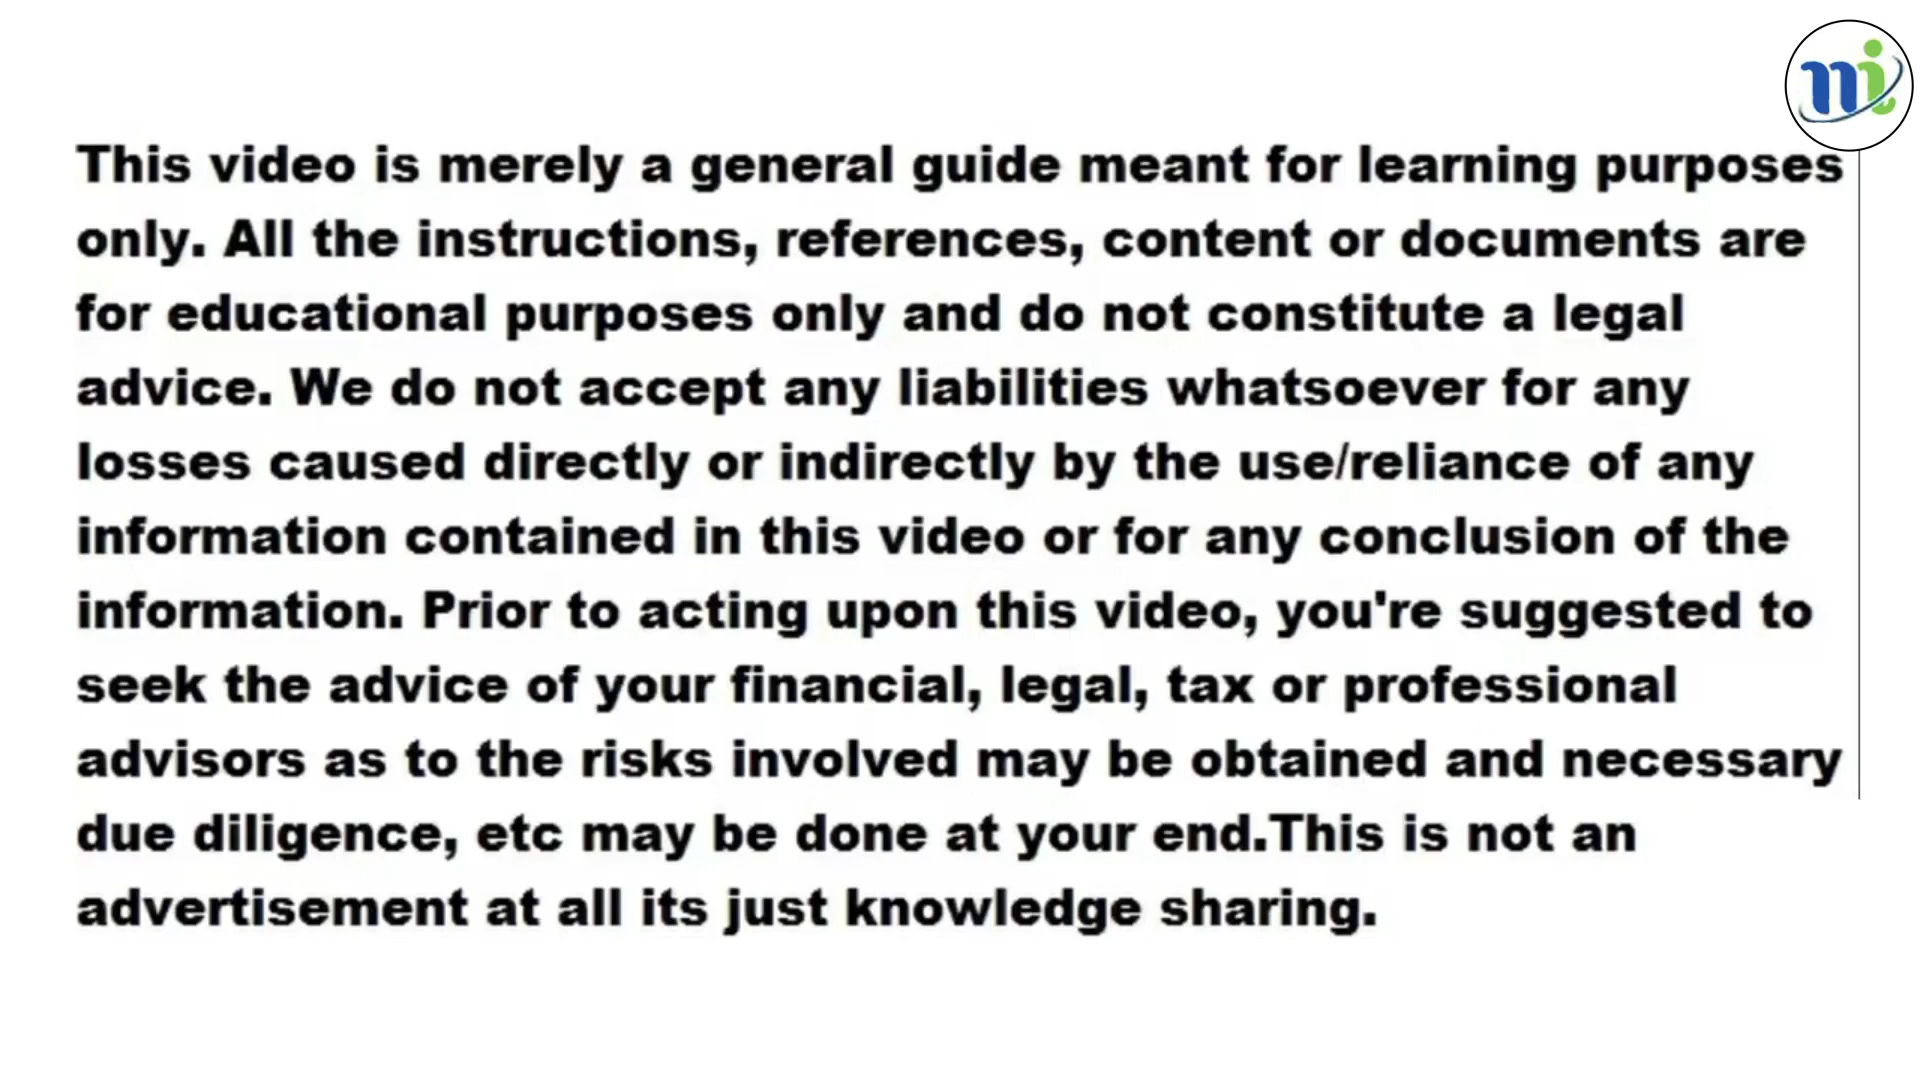 ni
This video is merely a general guide meant for learning purposes
only. All the instructions, references, content or documents are
for educational purposes only and do not constitute a legal
advice. We do not accept any liabilities whatsoever for any
losses caused directly or indirectly by the use/reliance of any
information contained in this video or for any conclusion of the
information. Prior to acting upon this video, you're suggested to
seek the advice of your financial, legal, tax or professional
advisors as to the risks involved may be obtained and necessary
due diligence, etc may be done at your end.This is not an
advertisement at all its just knowledge sharing.